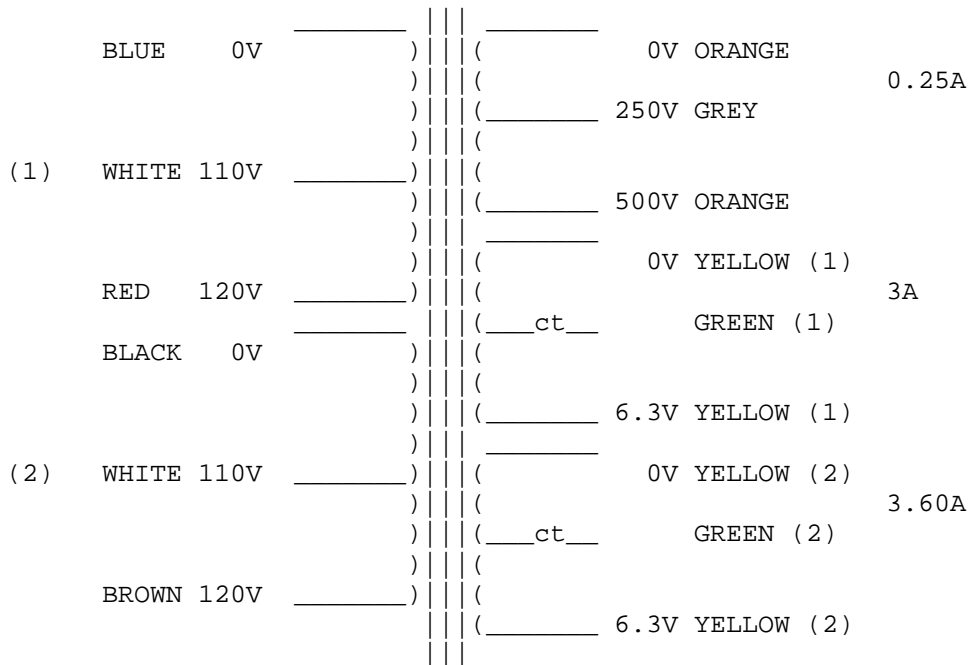 BLUE 0V 0V ORANGE
0.25A
250V GREY
(1) WHITE 110V
500V ORANGE
0V YELLOW (1)
RED 120V 3A
ct GREEN (1)
BLACK 0V
6.3V YELLOW (1)
(2) WHITE 110V 0V YELLOW (2)
3.60A
ct GREEN (2)
BROWN 120V
6.3V YELLOW (2)